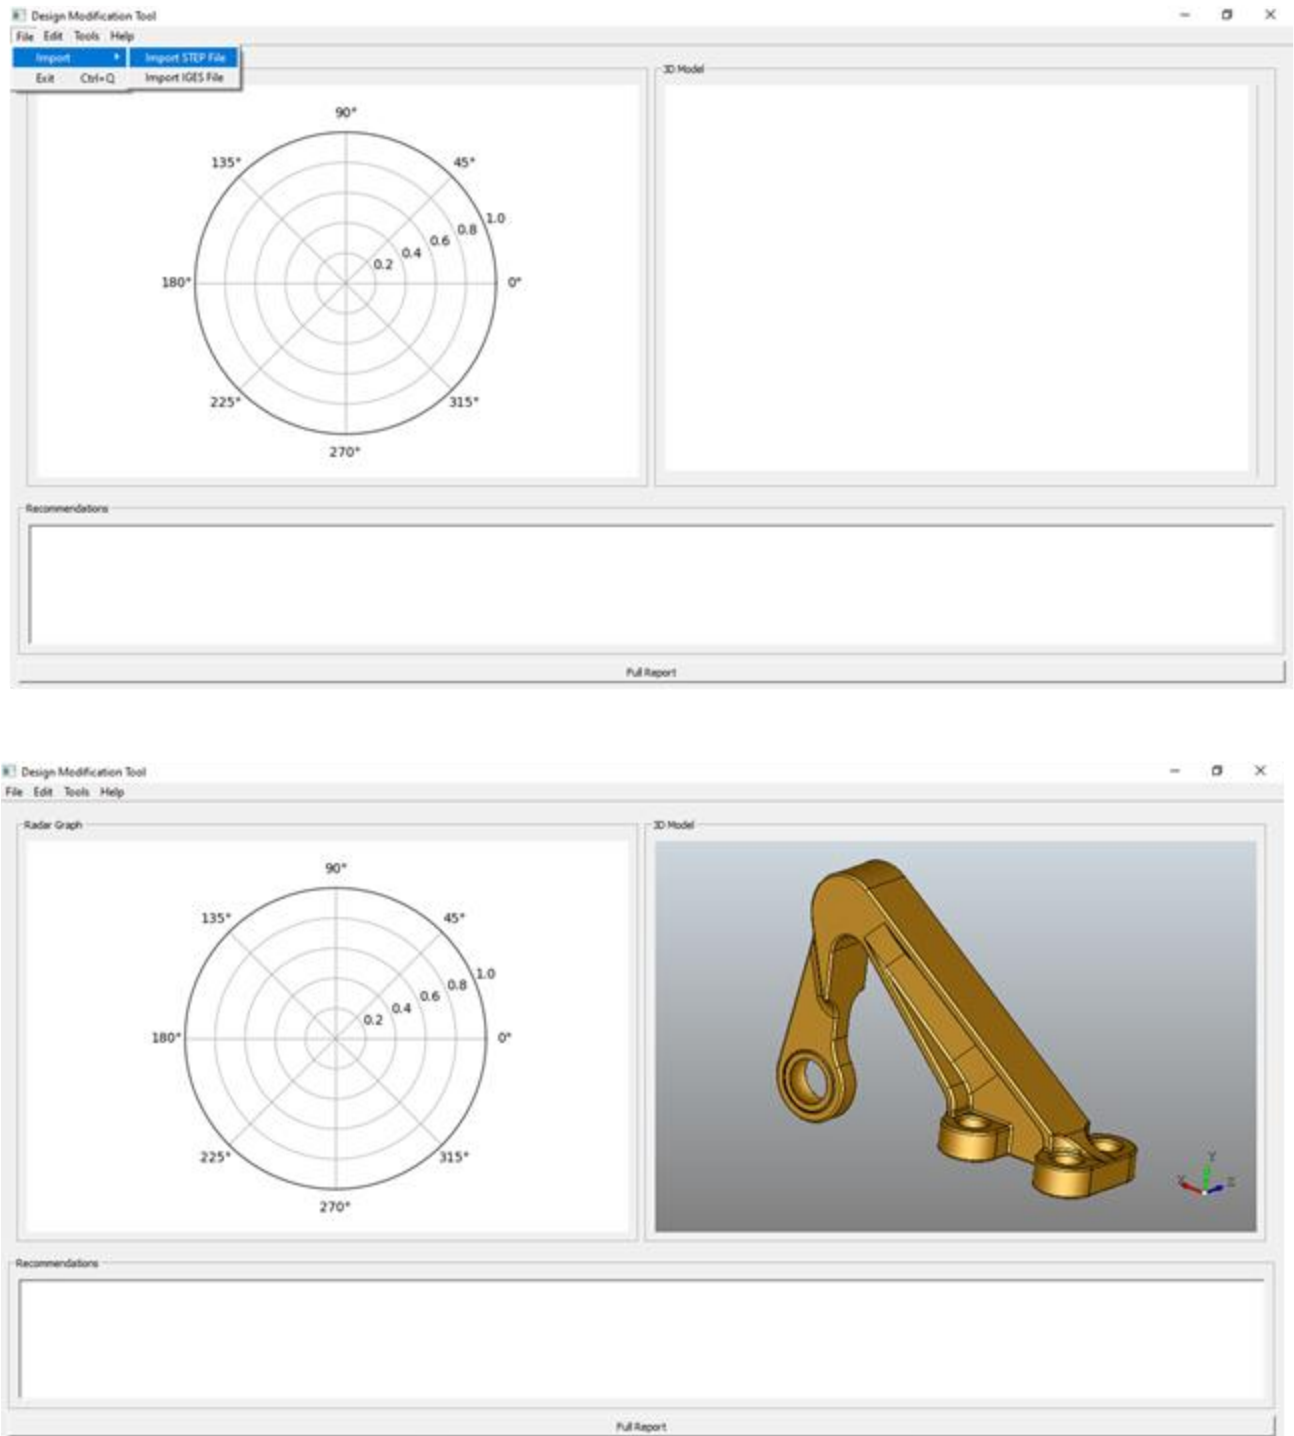 Design Modification Tool
File Edit Tools Help
Import Import STEP File
Exit Ctrl+Q Import IGES File
3D Model
90°
135° 45°
1.0
0.8
0.6
0.4
0.2
180° 0°
225° 315°
270°
Recommendations
Full Report
Design Modification Tool
File Edit Tools Help
Radar Graph 3D Model
90°
135° 45°
1.0
0.8
0.6
0.4
0.2
180° 0°
225° 315°
270°
Y
X Z
Recommendations
Full Report